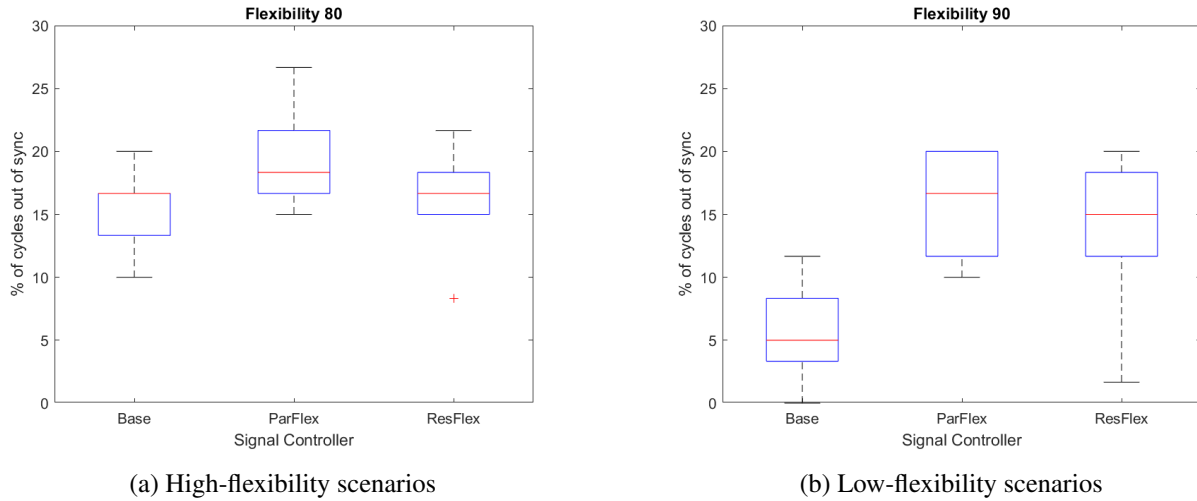 Flexibility 80
30
25
20
15
10
5
0
% of cycles out of sync
Base ParFlex ResFlex
Signal Controller
(a) High-flexibility scenarios
Flexibility 90
30
25
20
15
10
5
0
% of cycles out of sync
Base ParFlex ResFlex
Signal Controller
(b) Low-flexibility scenarios